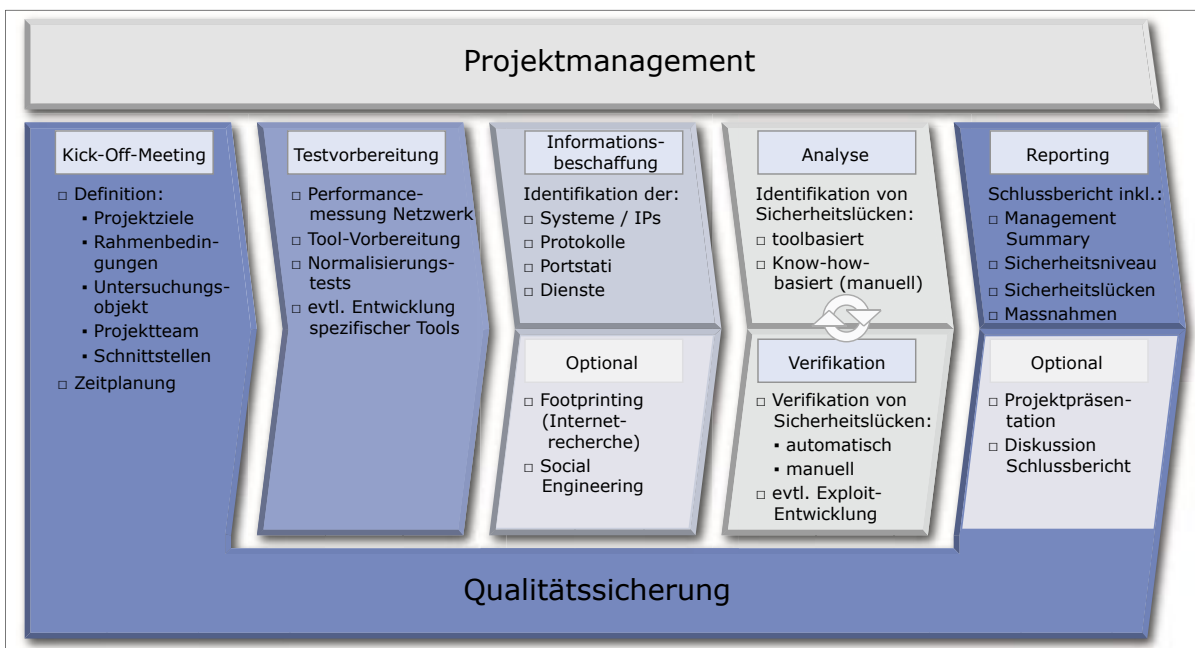 Projektmanagement
Kick-Off-Meeting
□ Definition:
▪ Projektziele
▪ Rahmenbedin-
gungen
▪ Untersuchungs-
objekt
▪ Projektteam
▪ Schnittstellen
□ Zeitplanung
Testvorbereitung
□ Performance-
messung Netzwerk
□ Tool-Vorbereitung
□ Normalisierungs-
tests
□ evtl. Entwicklung
spezifischer Tools
Informations-
beschaffung
Identifikation der:
□ Systeme / IPs
□ Protokolle
□ Portstati
□ Dienste
Optional
□ Footprinting
(Internet-
recherche)
□ Social
Engineering
Analyse
Identifikation von
Sicherheitslücken:
□ toolbasiert
□ Know-how-
basiert (manuell)
Verifikation
□ Verifikation von
Sicherheitslücken:
▪ automatisch
▪ manuell
□ evtl. Exploit-
Entwicklung
Reporting
Schlussbericht inkl.:
□ Management
Summary
□ Sicherheitsniveau
□ Sicherheitslücken
□ Massnahmen
Optional
□ Projektpräsen-
tation
□ Diskussion
Schlussbericht
Qualitätssicherung